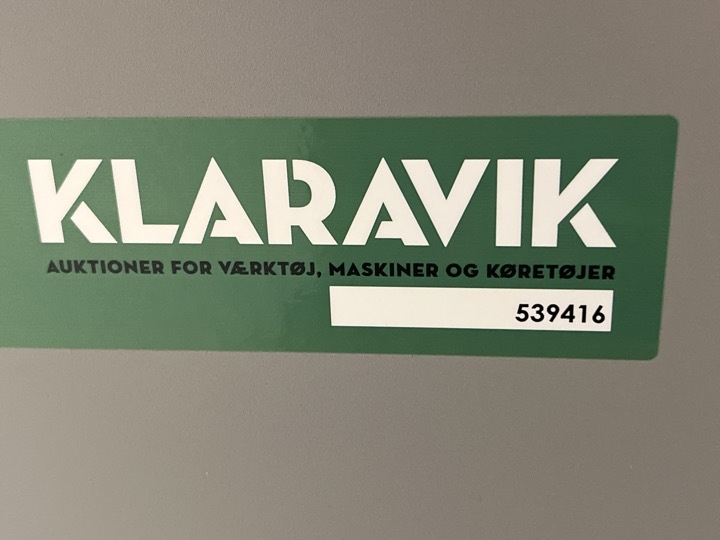 KLARAVIK
AUKTIONER FOR VÆRKTØJ, MASKINER OG KØRETØJER
539416